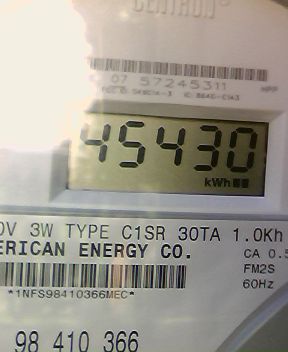 CENTRON®
07 57245311
45430
kWh
0V 3W TYPE C1SR 30TA 1.0Kh
ERICAN ENERGY CO.
CA 0.5
FM2S
*1NFS98410366MEC*
60Hz
98 410 366